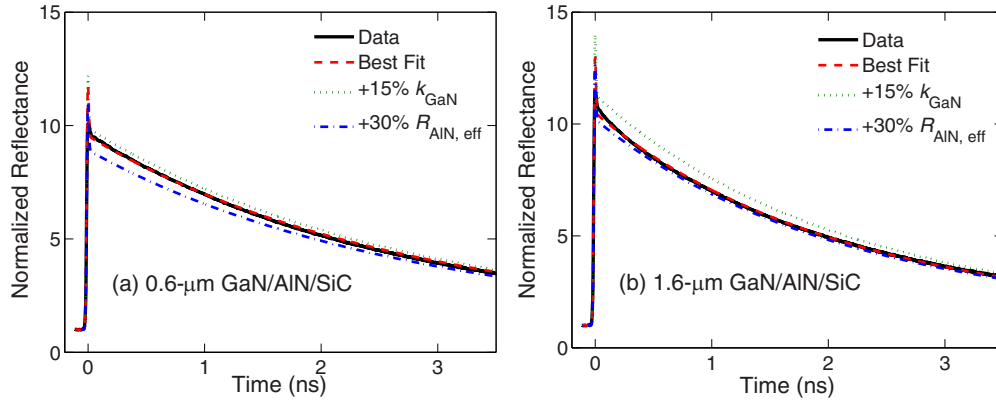 15
10
5
0
Normalized Reflectance
Data
Best Fit
+15% kGaN
+30% RAlN, eff
(a) 0.6-μm GaN/AlN/SiC
0 1 2 3
Time (ns)
15
10
5
0
Normalized Reflectance
Data
Best Fit
+15% kGaN
+30% RAlN, eff
(b) 1.6-μm GaN/AlN/SiC
0 1 2 3
Time (ns)